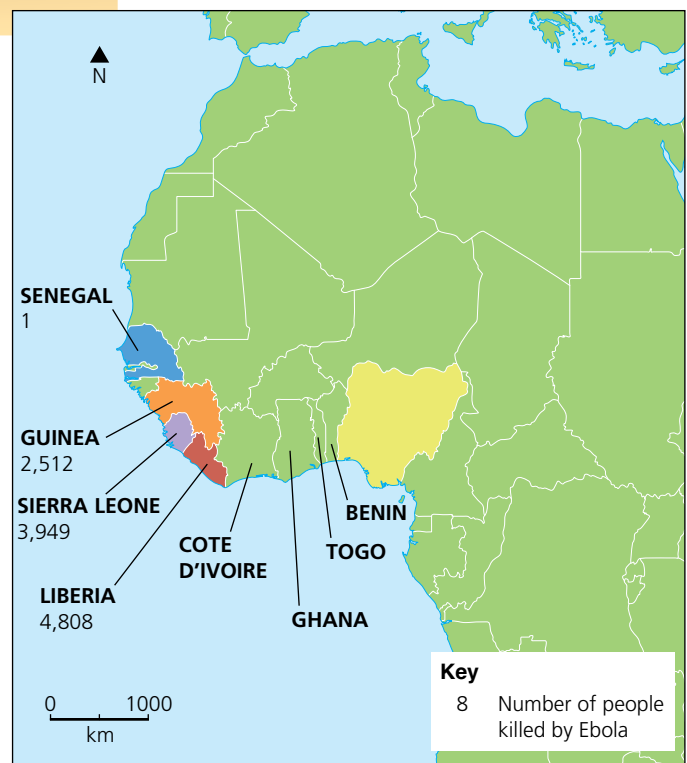 N
SENEGAL
1
GUINEA
2,512
SIERRA LEONE
3,949
LIBERIA
4,808
COTE
D'IVOIRE
GHANA
TOGO
BENIN
0 1000
km
Key
8 Number of people
killed by Ebola